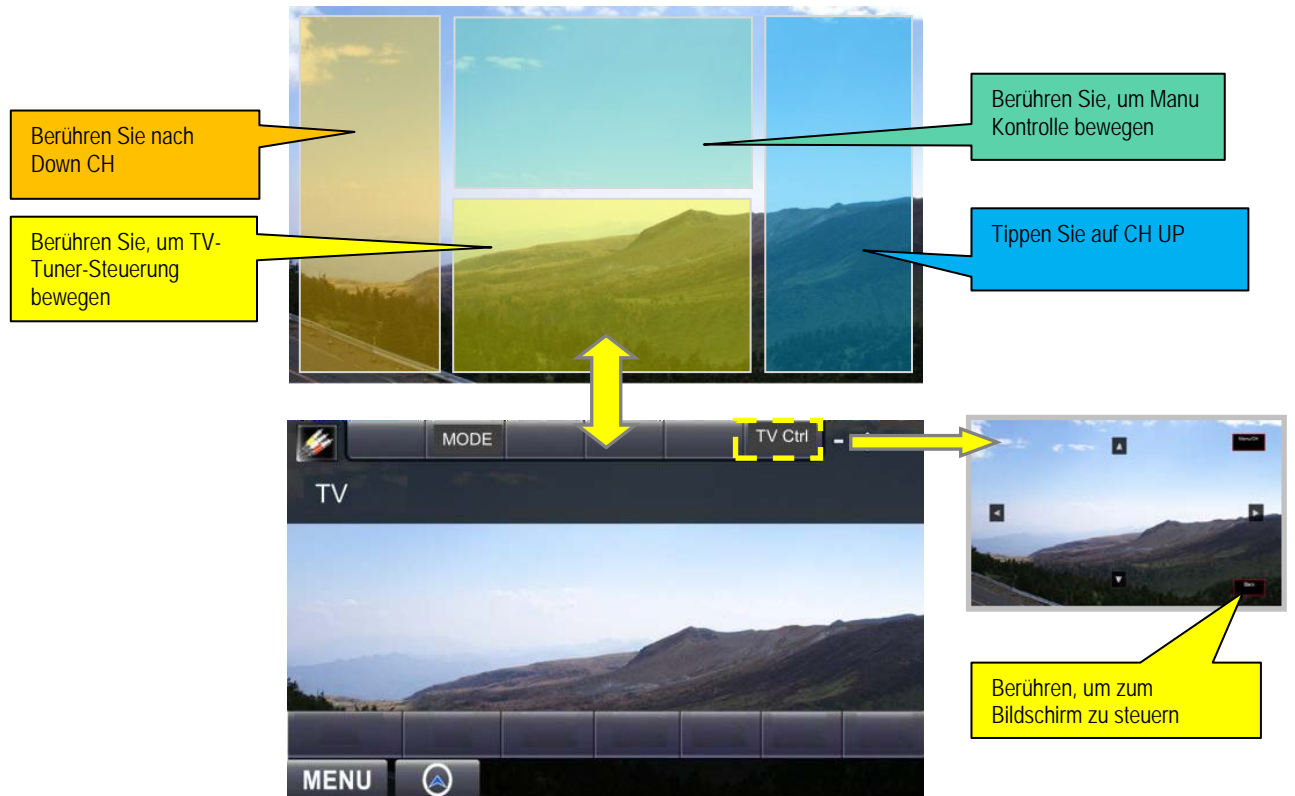 Berühren Sie nach
Down CH
Berühren Sie, um Manu
Kontrolle bewegen
Berühren Sie, um TV-
Tuner-Steuerung
bewegen
Tippen Sie auf CH UP
MODE
TV Ctrl
TV
MENU
Berühren, um zum
Bildschirm zu steuern